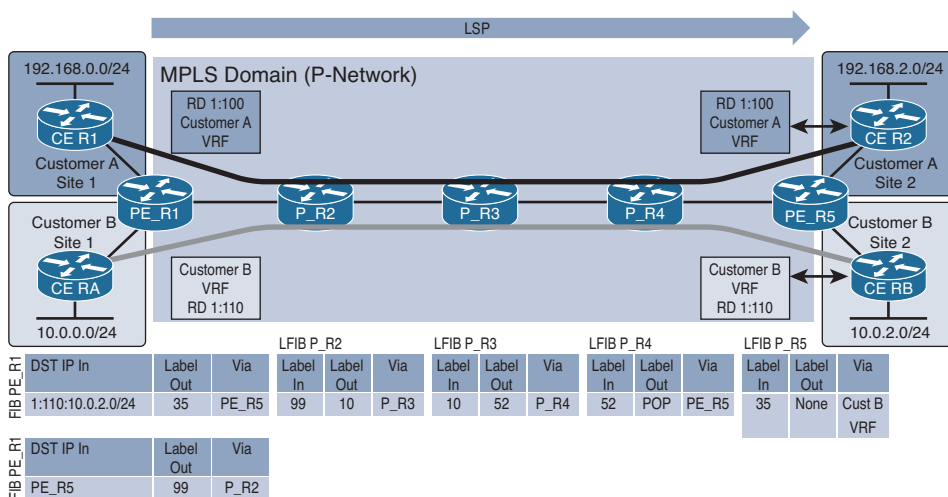 LSP
192.168.0.0/24
CE R1
Customer A
Site 1
MPLS Domain (P-Network)
RD 1:100
Customer A
VRF
RD 1:100
Customer A
VRF
192.168.2.0/24
CE R2
Customer A
Site 2
PE_R1
P_R2
P_R3
P_R4
PE_R5
Customer B
Site 1
CE RA
10.0.0.0/24
Customer B
VRF
RD 1:110
Customer B
VRF
RD 1:110
Customer B
Site 2
CE RB
10.0.2.0/24
FIB PE_R1
DST IP In Label Out Via
1:110:10.0.2.0/24 35 PE_R5
LFIB P_R2
Label In Label Out Via
99 10 P_R3
LFIB P_R3
Label In Label Out Via
10 52 P_R4
LFIB P_R4
Label In Label Out Via
52 POP PE_R5
LFIB P_R5
Label In Label Out Via
35 None Cust B VRF
FIB PE_R1
DST IP In Label Out Via
PE_R5 99 P_R2